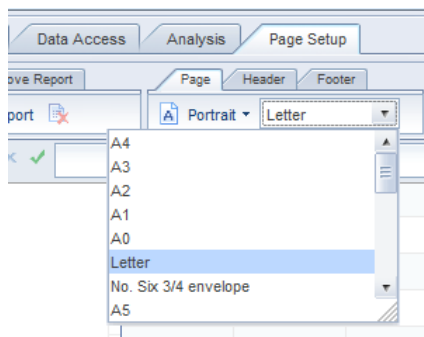 Data Access Analysis Page Setup
ove Report Page Header Footer
port Portrait Letter
A4
A3
A2
A1
A0
Letter
No. Six 3/4 envelope
A5